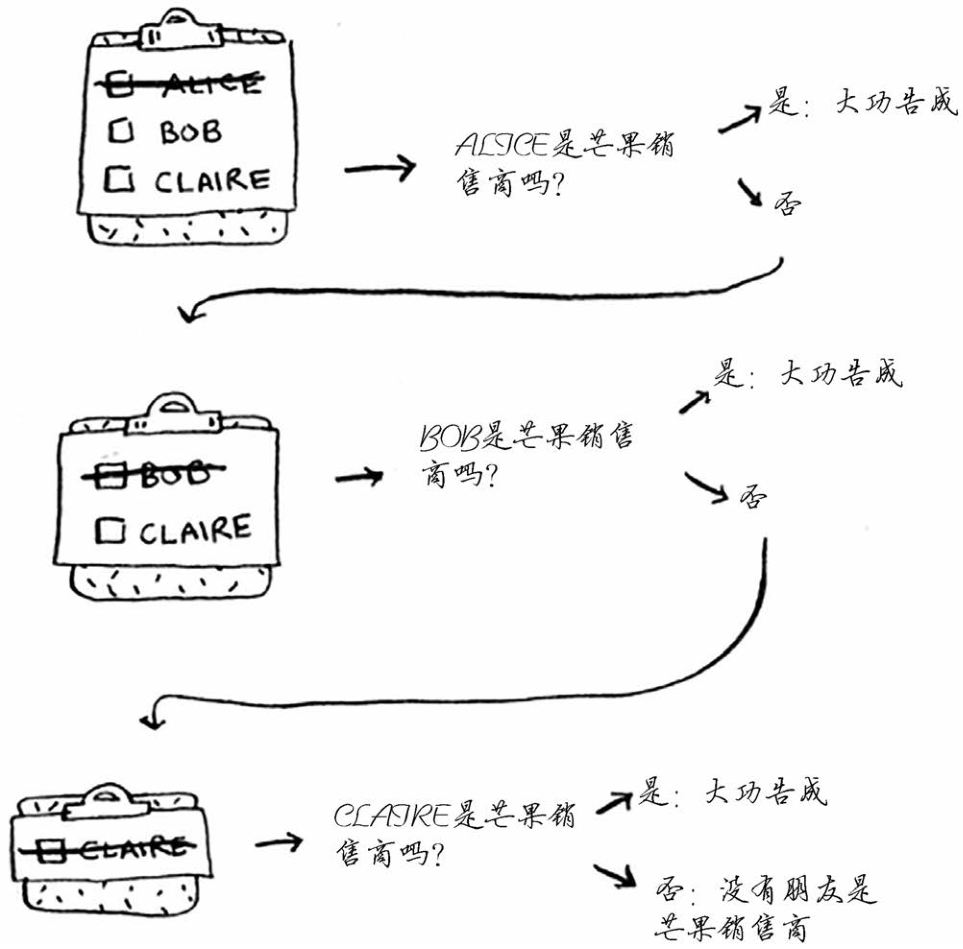 ALICE
BOB
CLAIRE
ALICE是芒果销
售商吗？
是：大功告成
否
BOB
CLAIRE
BOB是芒果销售
商吗？
是：大功告成
否
CLAIRE
CLAIRE是芒果销
售商吗？
是：大功告成
否：没有朋友是
芒果销售商